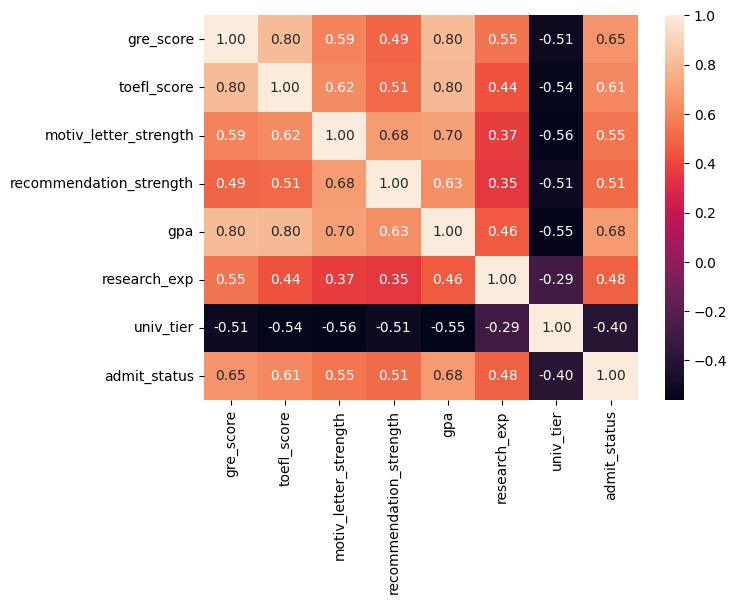 gre_score 1.00 0.80 0.59 0.49 0.80 0.55 -0.51 0.65
toefl_score 0.80 1.00 0.62 0.51 0.80 0.44 -0.54 0.61
motiv_letter_strength 0.59 0.62 1.00 0.68 0.70 0.37 -0.56 0.55
recommendation_strength 0.49 0.51 0.68 1.00 0.63 0.35 -0.51 0.51
gpa 0.80 0.80 0.70 0.63 1.00 0.46 -0.55 0.68
research_exp 0.55 0.44 0.37 0.35 0.46 1.00 -0.29 0.48
univ_tier -0.51 -0.54 -0.56 -0.51 -0.55 -0.29 1.00 -0.40
admit_status 0.65 0.61 0.55 0.51 0.68 0.48 -0.40 1.00
gre_score
toefl_score
motiv_letter_strength
recommendation_strength
gpa
research_exp
univ_tier
admit_status
1.0
0.8
0.6
0.4
0.2
0.0
−0.2
−0.4